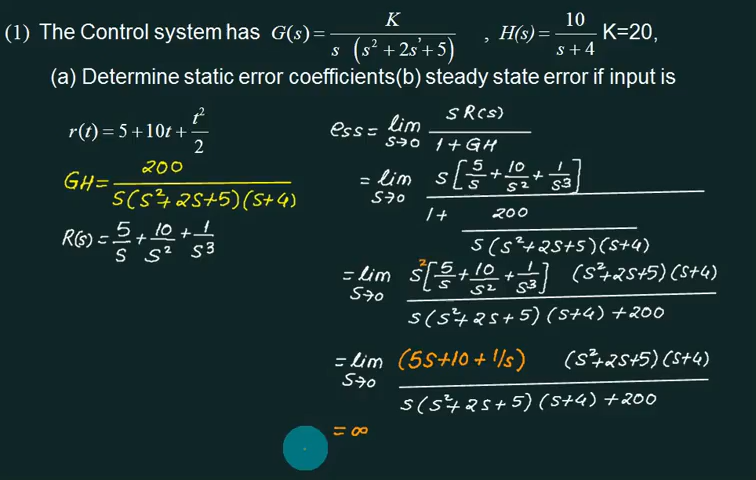 (1) The Control system has G(s) = K / s (s² + 2s + 5) , H(s) = 10 / s + 4 K=20,
(a) Determine static error coefficients(b) steady state error if input is
r(t) = 5 + 10t + t² / 2
GH = 200 / S(S² + 2S + 5)(S + 4)
R(s) = 5/S + 10/S² + 1/S³
ess = lim S→0 S R(s) / 1 + GH
= lim S→0 S[5/S + 10/S² + 1/S³] / 1 + 200 / S(S² + 2S + 5)(S + 4)
= lim S→0 S²[5/S + 10/S² + 1/S³] (S² + 2S + 5)(S + 4) / S(S² + 2S + 5)(S + 4) + 200
= lim S→0 (5S + 10 + 1/S) (S² + 2S + 5)(S + 4) / S(S² + 2S + 5)(S + 4) + 200
= ∞